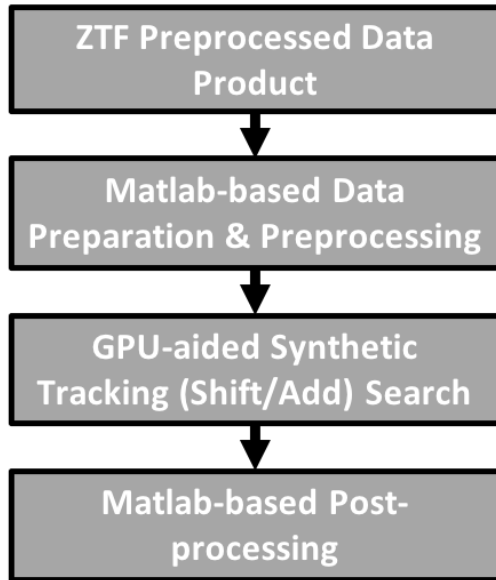 ZTF Preprocessed Data
Product
Matlab-based Data
Preparation & Preprocessing
GPU-aided Synthetic
Tracking (Shift/Add) Search
Matlab-based Post-
processing